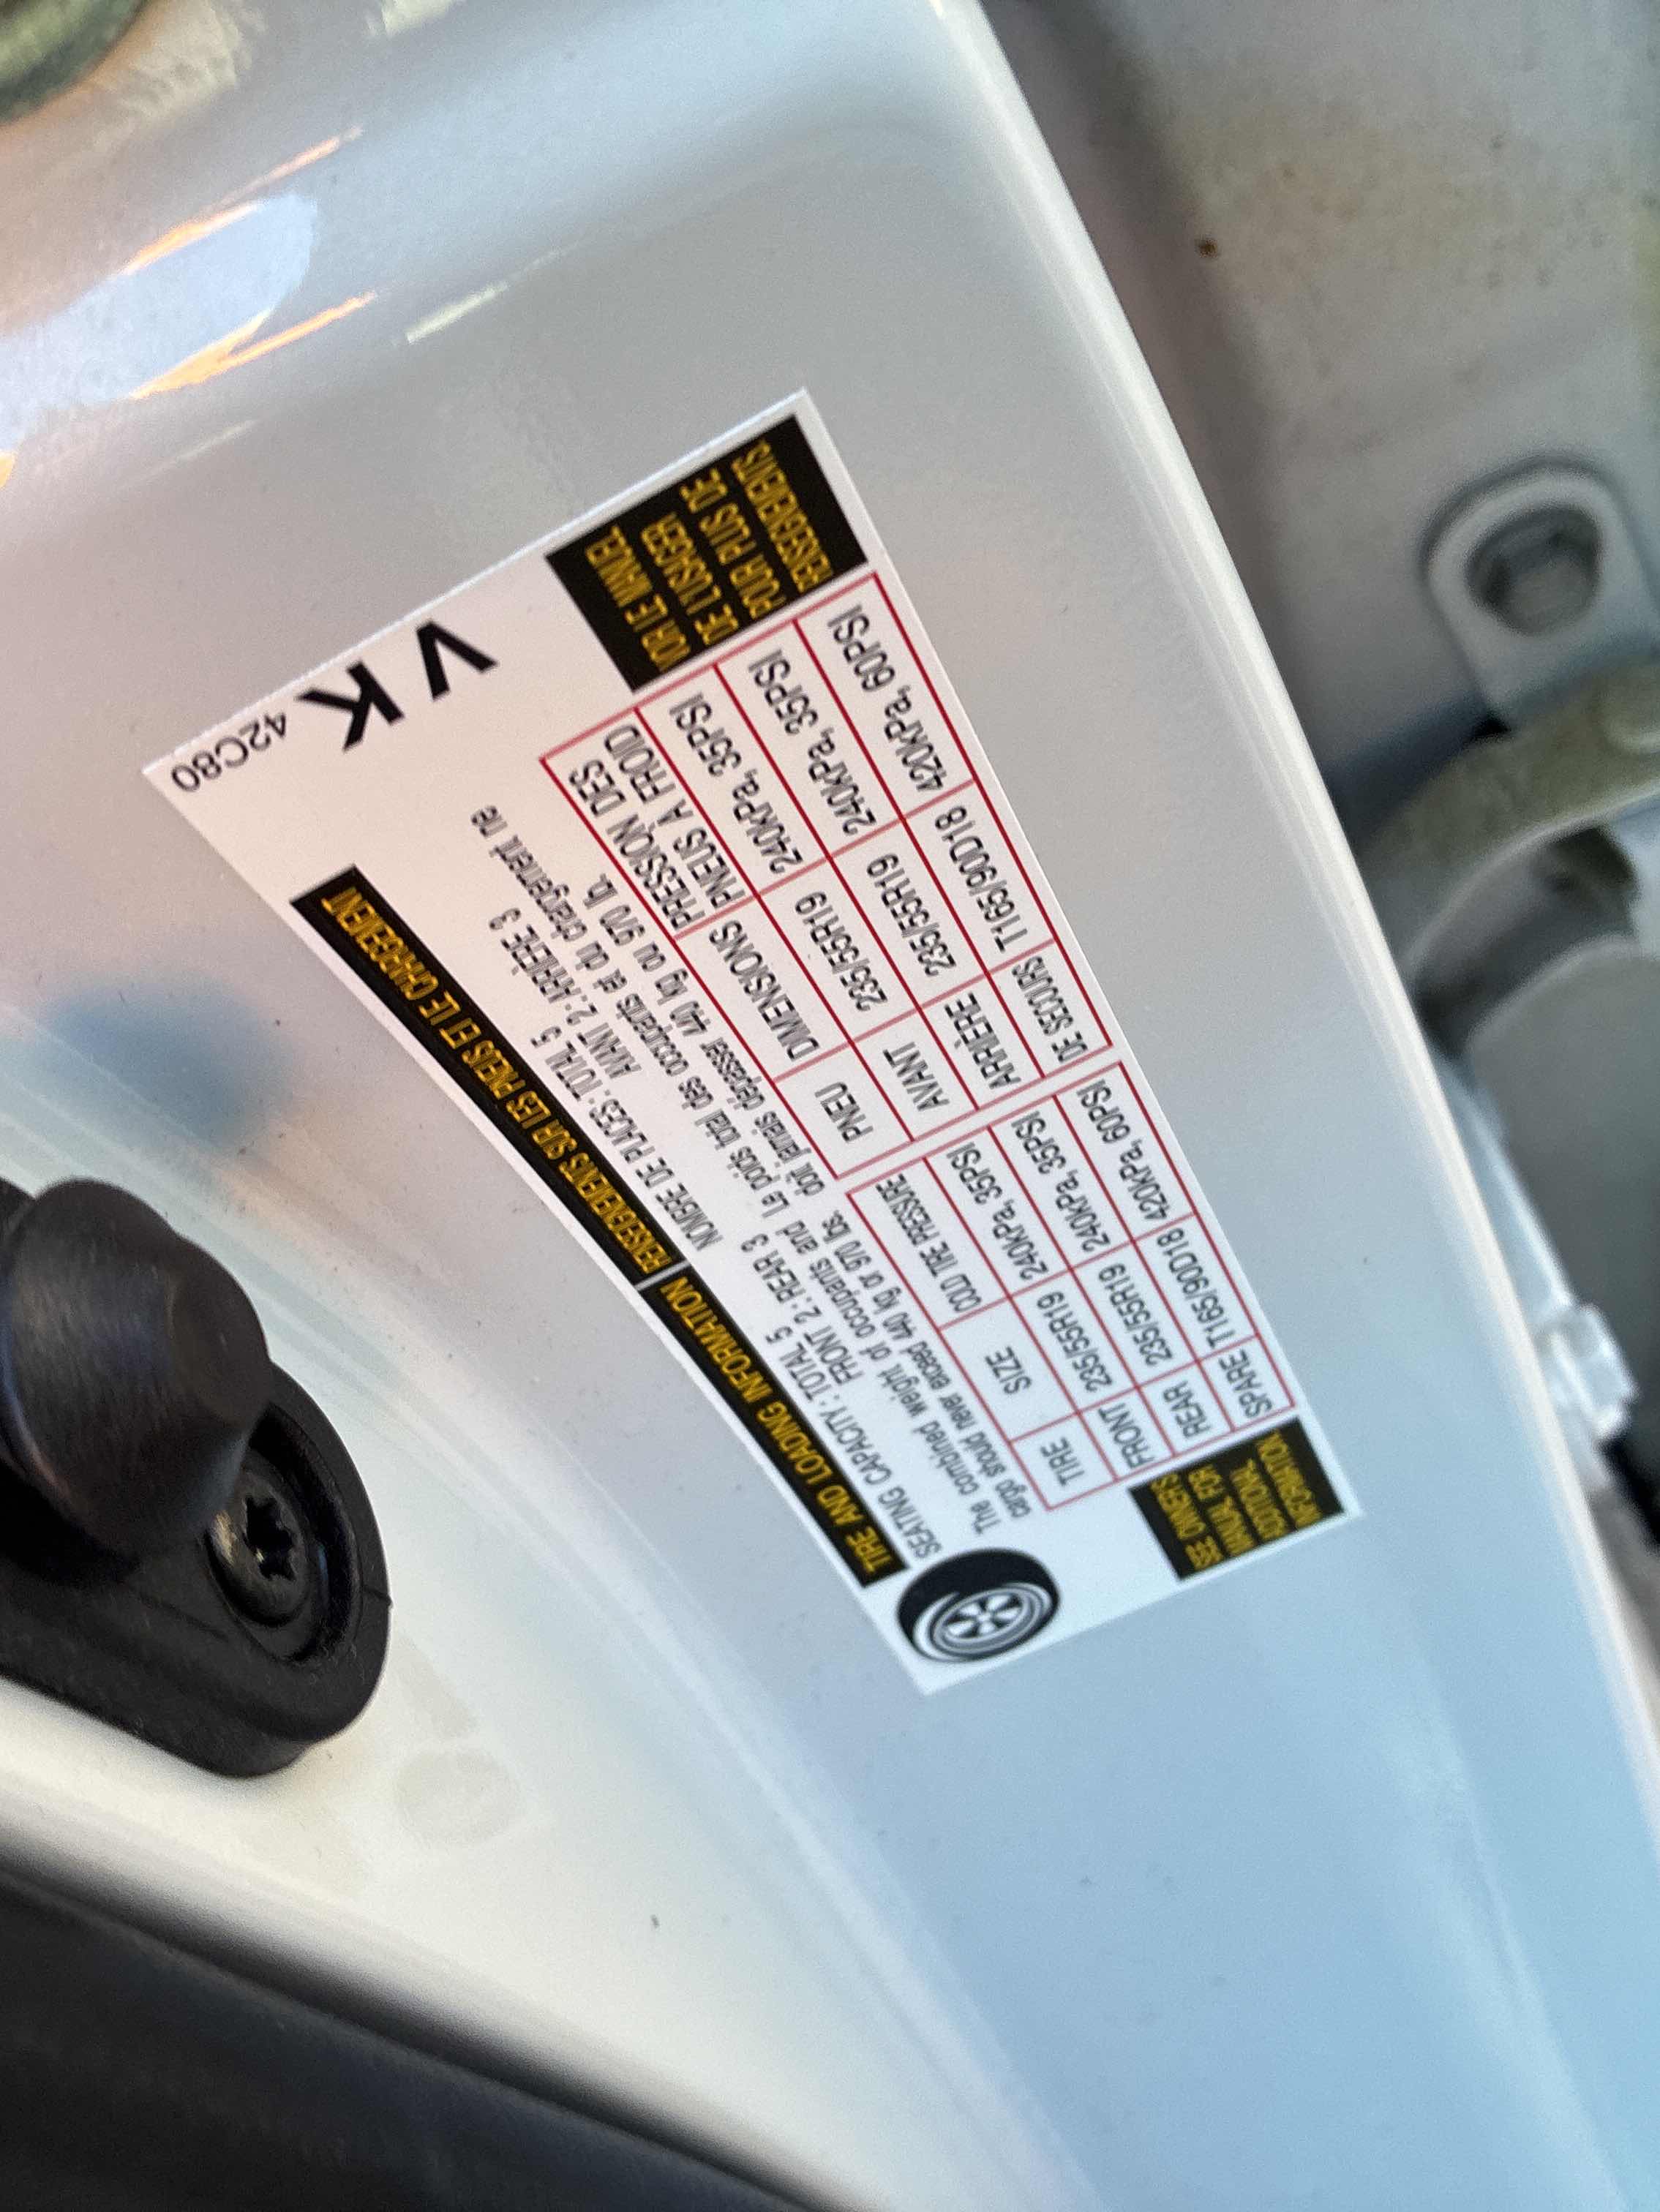 TIRE AND LOADING INFORMATION
SEATING CAPACITY : TOTAL 5
FRONT 2 : REAR 3
The combined weight of occupants and
cargo should never exceed 440 kg or 970 lbs.
TIRE SIZE COLD TIRE PRESSURE
FRONT 235/55R19 240kPa, 35PSI
REAR 235/55R19 240kPa, 35PSI
SPARE T165/90D18 420kPa, 60PSI
SEE OWNER'S
MANUAL FOR
ADDITIONAL
INFORMATION
RENSEIGNEMENTS SUR LES PNEUS ET LE CHARGEMENT
NOMBRE DE PLACES : TOTAL 5
AVANT 2 : ARRIÈRE 3
Le poids total des occupants et du chargement ne
doit jamais dépasser 440 kg ou 970 lb.
PNEU DIMENSIONS PRESSION DES
PNEUS A FROID
AVANT 235/55R19 240kPa, 35PSI
ARRIÈRE 235/55R19 240kPa, 35PSI
DE SECOURS T165/90D18 420kPa, 60PSI
VOIR LE MANUEL
DE L'USAGER
POUR PLUS DE
RENSEIGNEMENTS
42C80
VK